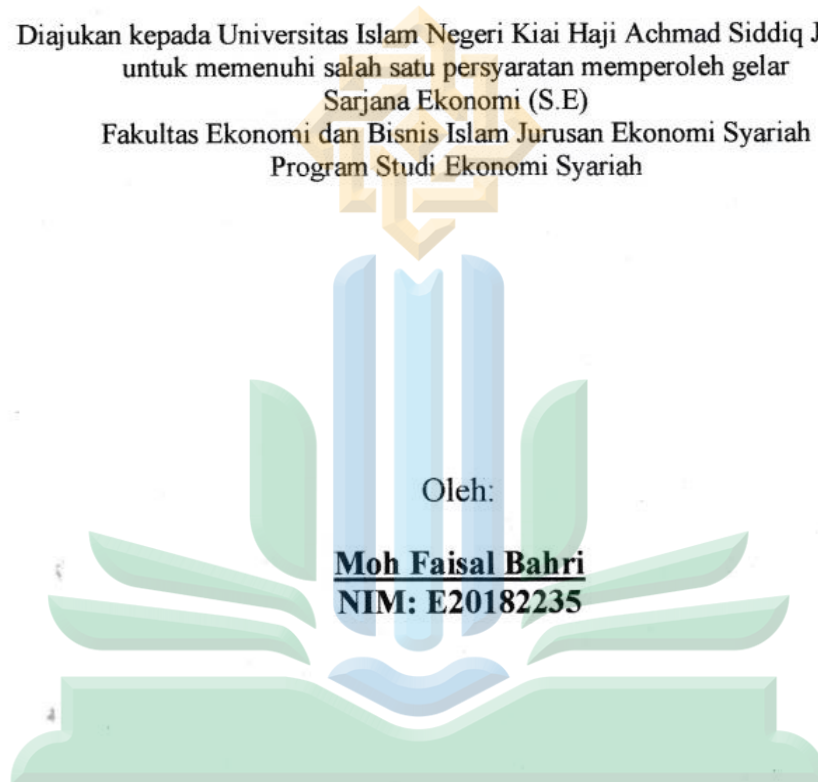 Diajukan kepada Universitas Islam Negeri Kiai Haji Achmad Siddiq J
untuk memenuhi salah satu persyaratan memperoleh gelar
Sarjana Ekonomi (S.E)
Fakultas Ekonomi dan Bisnis Islam Jurusan Ekonomi Syariah
Program Studi Ekonomi Syariah
Oleh:
Moh Faisal Bahri
NIM: E20182235